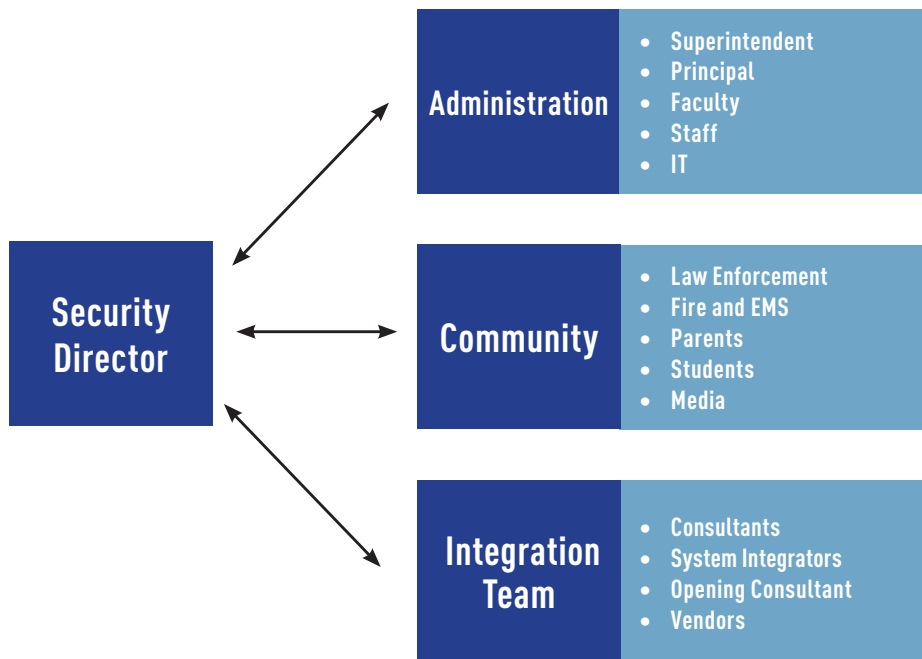 Security
Director
Administration
• Superintendent
• Principal
• Faculty
• Staff
• IT
Community
• Law Enforcement
• Fire and EMS
• Parents
• Students
• Media
Integration
Team
• Consultants
• System Integrators
• Opening Consultant
• Vendors